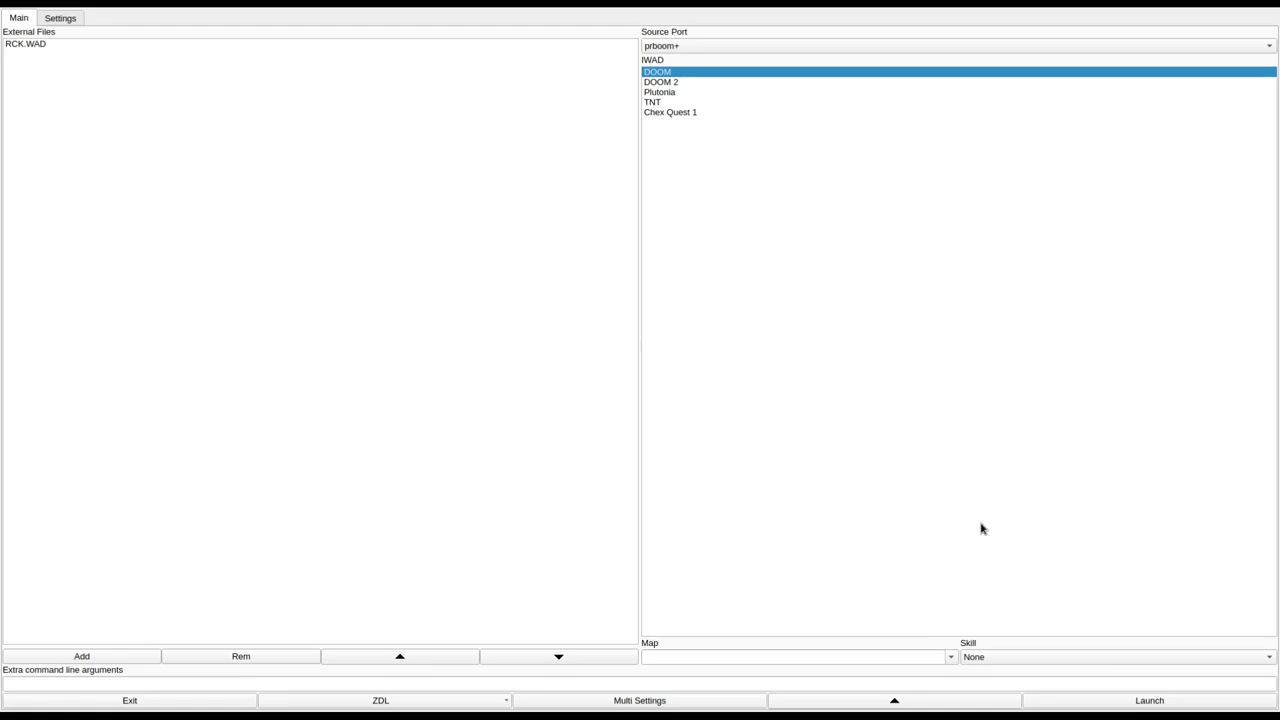 Main
Settings
External Files
RCK.WAD
Source Port
prboom+
IWAD
DOOM
DOOM 2
Plutonia
TNT
Chex Quest 1
Map
Skill
None
Add
Rem
Extra command line arguments
Exit
ZDL
Multi Settings
Launch